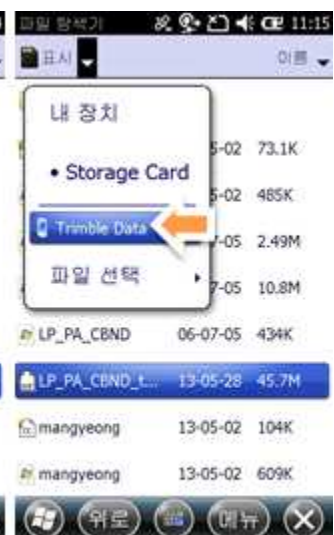 파일 탐색기 11:15
표시 이름
내 장치
5-02 73.1K
• Storage Card
5-02 485K
Trimble Data
7-05 2.49M
파일 선택
7-05 10.8M
LP_PA_CBND 06-07-05 434K
LP_PA_CBND_t... 13-05-28 45.7M
mangyeong 13-05-02 104K
mangyeong 13-05-02 609K
위로 메뉴